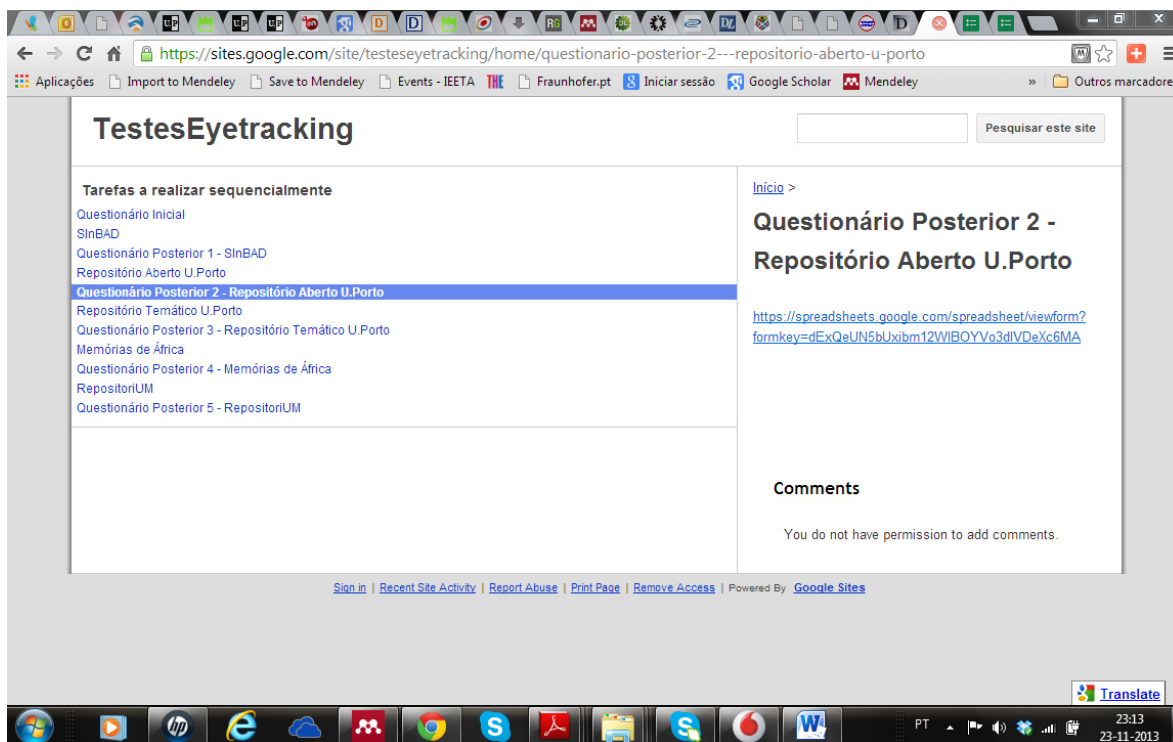 https://sites.google.com/site/testeseyetracking/home/questionario-posterior-2---repositorio-aberto-u-porto
Aplicações Import to Mendeley Save to Mendeley Events - IEETA THE Fraunhofer.pt Iniciar sessão Google Scholar Mendeley » Outros marcadore
TestesEyetracking
Pesquisar este site
Tarefas a realizar sequencialmente
Questionário Inicial
SInBAD
Questionário Posterior 1 - SInBAD
Repositório Aberto U.Porto
Questionário Posterior 2 - Repositório Aberto U.Porto
Repositório Temático U.Porto
Questionário Posterior 3 - Repositório Temático U.Porto
Memórias de África
Questionário Posterior 4 - Memórias de África
RepositoriUM
Questionário Posterior 5 - RepositoriUM
Início >
Questionário Posterior 2 -
Repositório Aberto U.Porto
https://spreadsheets.google.com/spreadsheet/viewform?
formkey=dExQeUN5bUxibm12WlBOYVo3dlVDeXc6MA
Comments
You do not have permission to add comments.
Sign in | Recent Site Activity | Report Abuse | Print Page | Remove Access | Powered By Google Sites
Translate
PT 23:13
23-11-2013